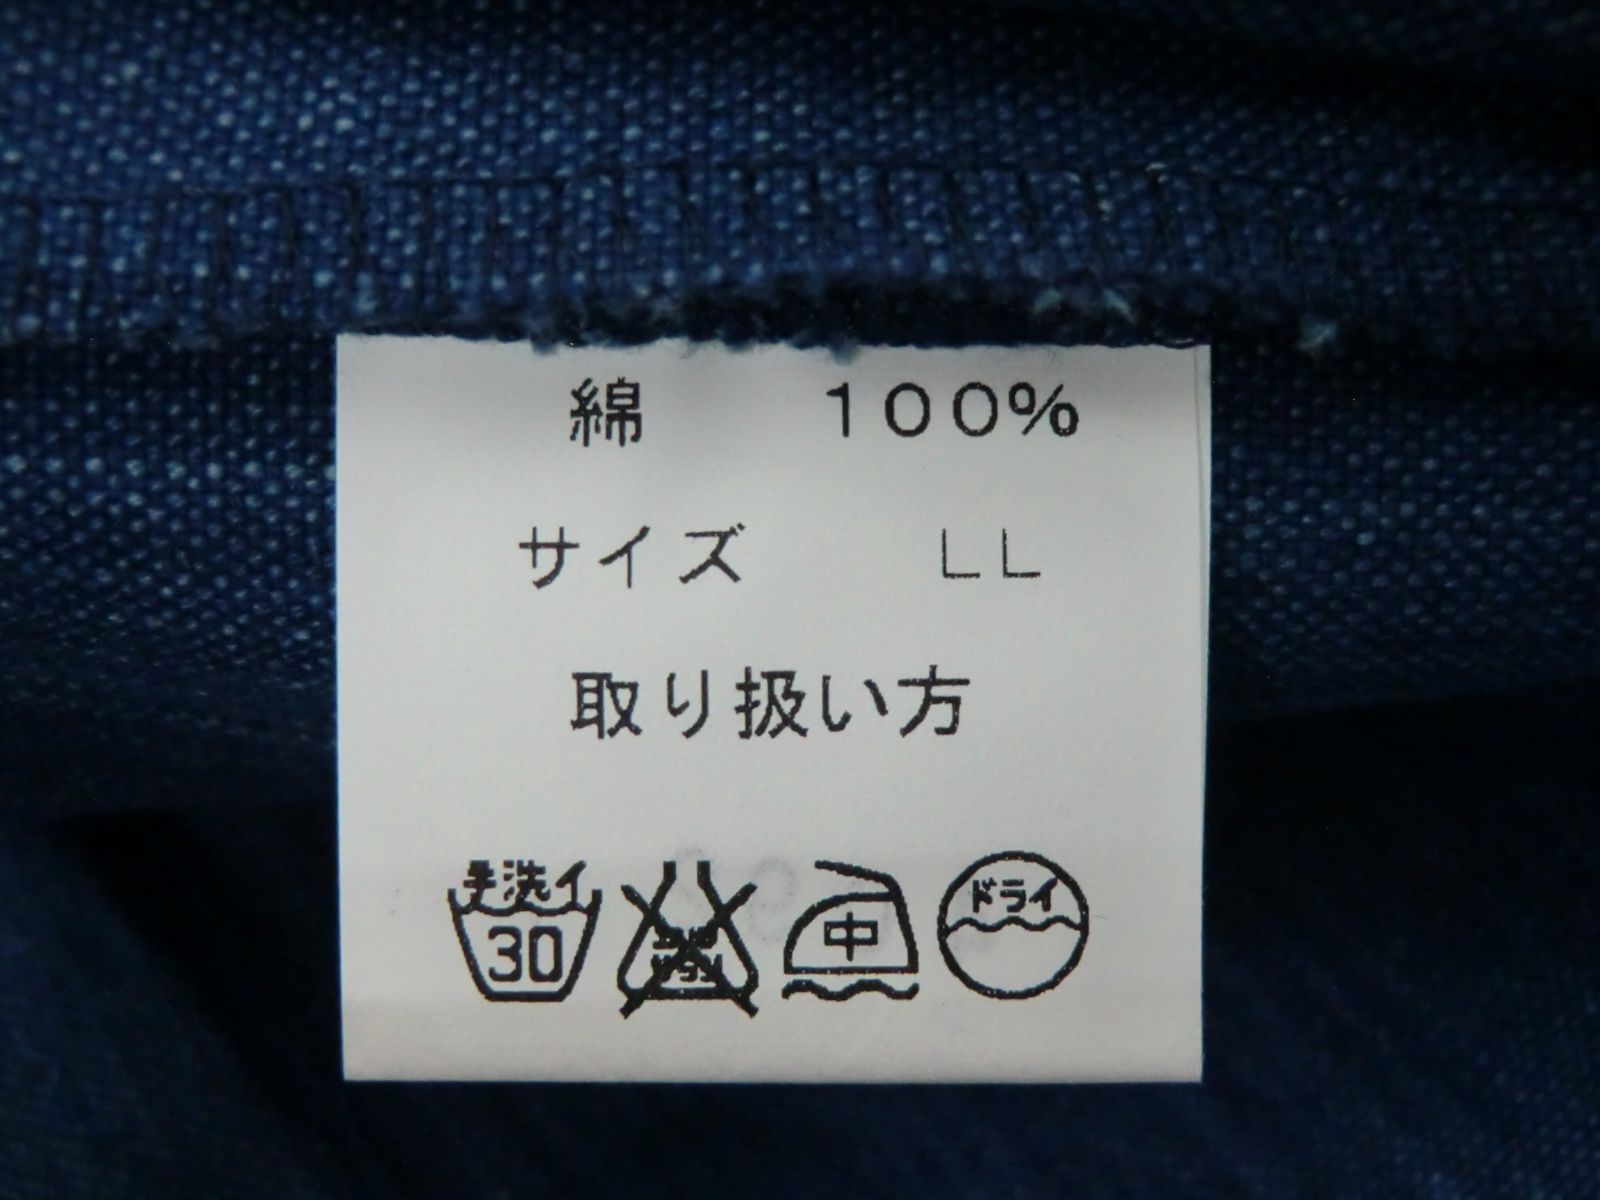 綿 100%
サイズ LL
取り扱い方
手洗イ 30 中 ドライ